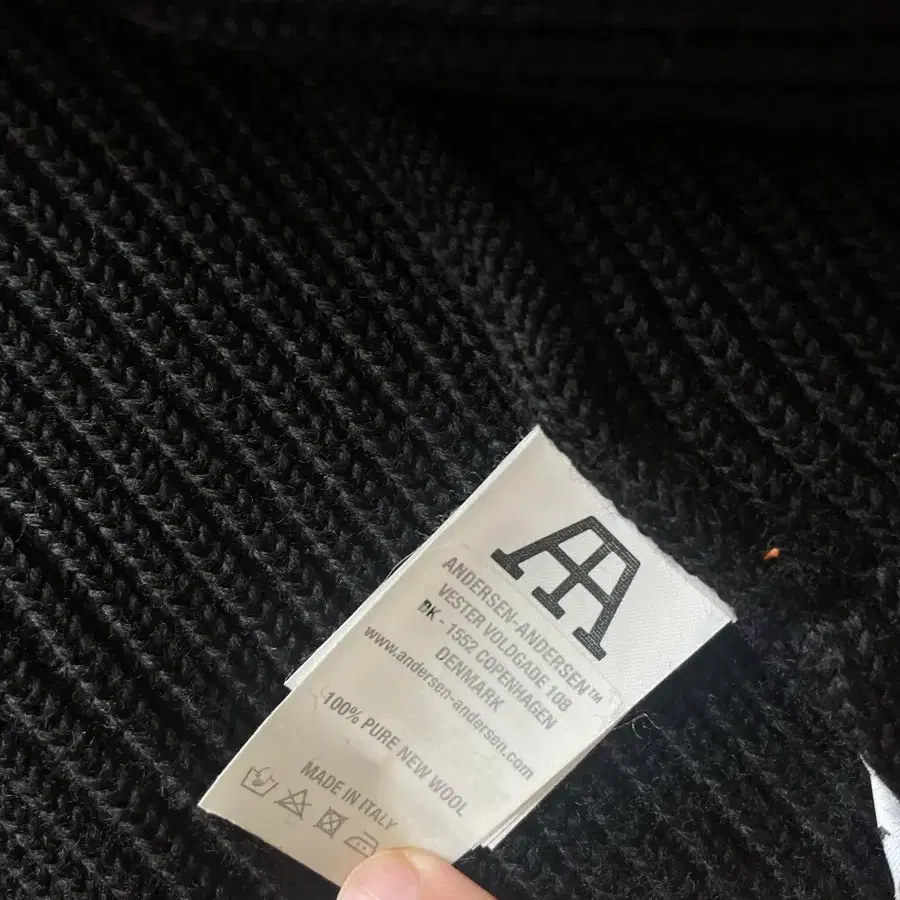 AA
ANDERSEN-ANDERSEN™
VESTER VOLDGADE 108
DK - 1552 COPENHAGEN
DENMARK
www.andersen-andersen.com
100% PURE NEW WOOL
MADE IN ITALY